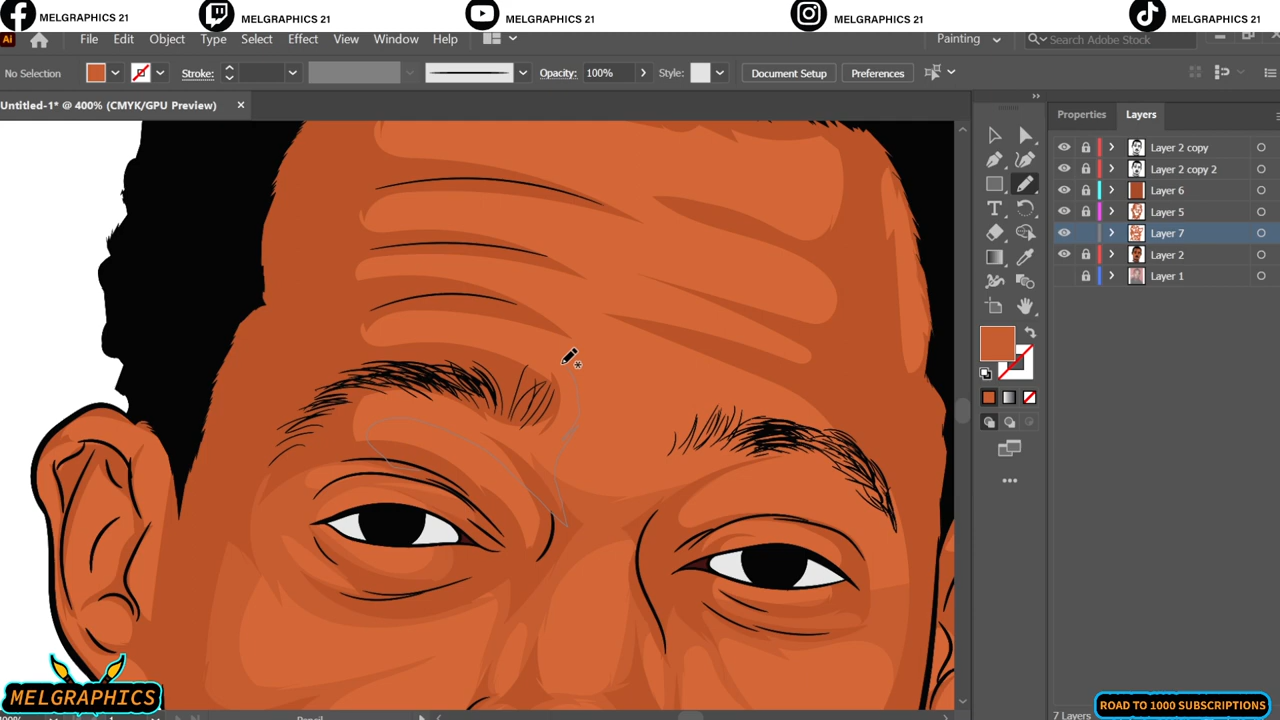 MELGRAPHICS 21
MELGRAPHICS 21
MELGRAPHICS 21
MELGRAPHICS 21
MELGRAPHICS 21
Ai File Edit Object Type Select Effect View Window Help Painting Search Adobe Stock
No Selection Stroke: Opacity: 100% Style: Document Setup Preferences
Untitled-1* @ 400% (CMYK/GPU Preview)
Properties Layers
Layer 2 copy
Layer 2 copy 2
Layer 6
Layer 5
Layer 7
Layer 2
Layer 1
MELGRAPHICS
ROAD TO 1000 SUBSCRIPTIONS
Pencil
7 Layers